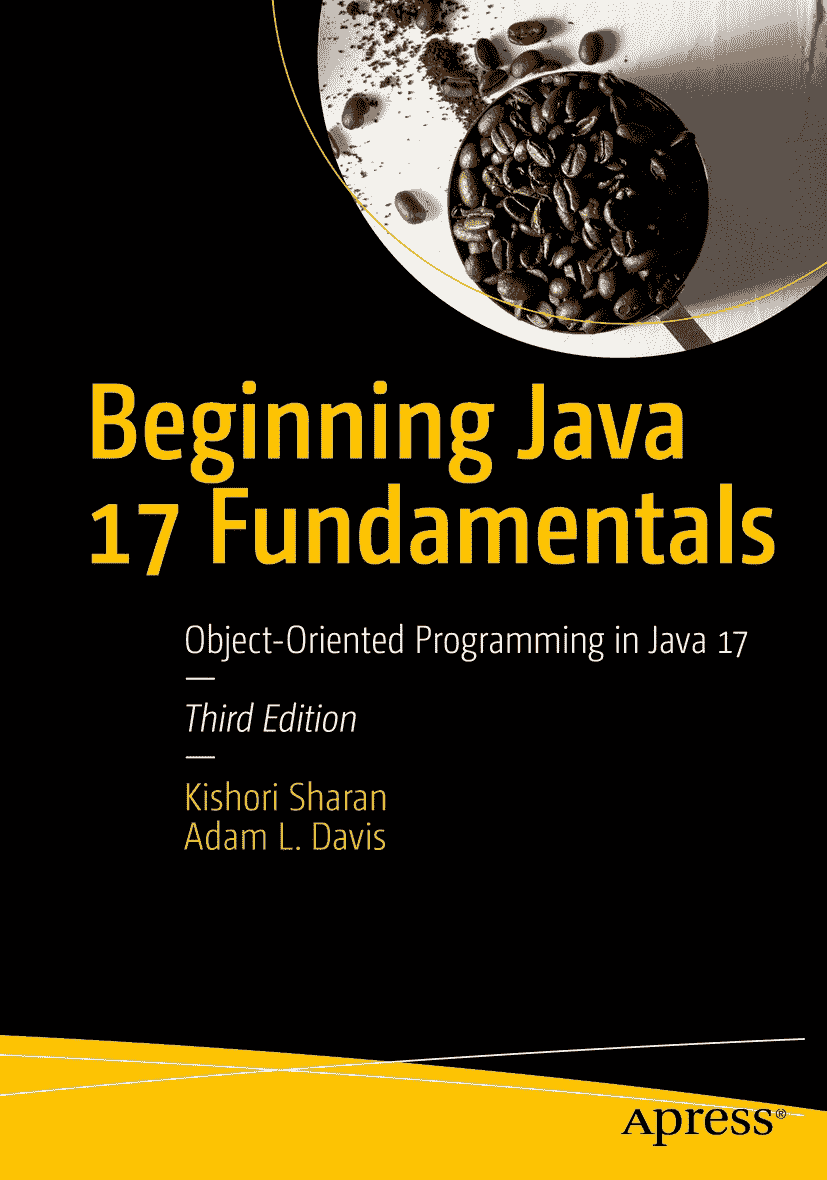 Beginning Java
17 Fundamentals
Object-Oriented Programming in Java 17
Third Edition
Kishori Sharan
Adam L. Davis
Apress®